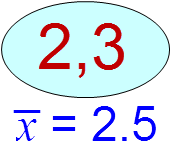 2,3
x̄ = 2.5